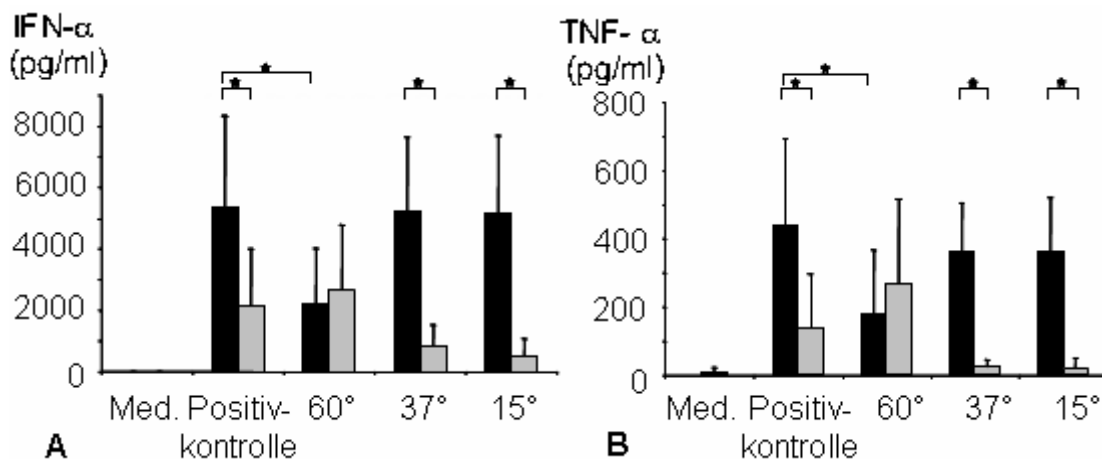 IFN-α
(pg/ml)
8000
6000
4000
2000
0
Med. Positiv-kontrolle 60° 37° 15°
A
TNF- α
(pg/ml)
800
600
400
200
0
Med. Positiv-kontrolle 60° 37° 15°
B